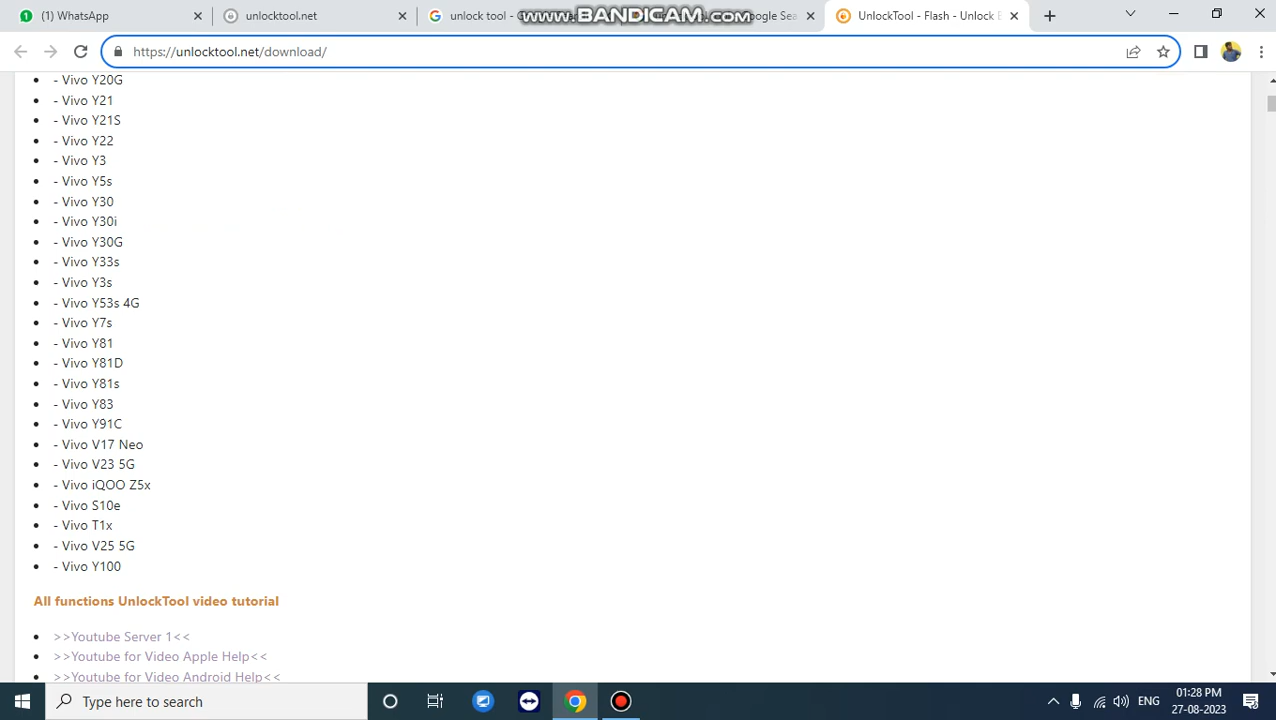 (1) WhatsApp
unlocktool.net
unlock tool - G
www.BANDICAM.com
oogle Sea
UnlockTool - Flash - Unlock B
https://unlocktool.net/download/
- Vivo Y20G
- Vivo Y21
- Vivo Y21S
- Vivo Y22
- Vivo Y3
- Vivo Y5s
- Vivo Y30
- Vivo Y30i
- Vivo Y30G
- Vivo Y33s
- Vivo Y3s
- Vivo Y53s 4G
- Vivo Y7s
- Vivo Y81
- Vivo Y81D
- Vivo Y81s
- Vivo Y83
- Vivo Y91C
- Vivo V17 Neo
- Vivo V23 5G
- Vivo iQOO Z5x
- Vivo S10e
- Vivo T1x
- Vivo V25 5G
- Vivo Y100
All functions UnlockTool video tutorial
>>Youtube Server 1<<
>>Youtube for Video Apple Help<<
>>Youtube for Video Android Help<<
Type here to search
ENG
01:28 PM
27-08-2023